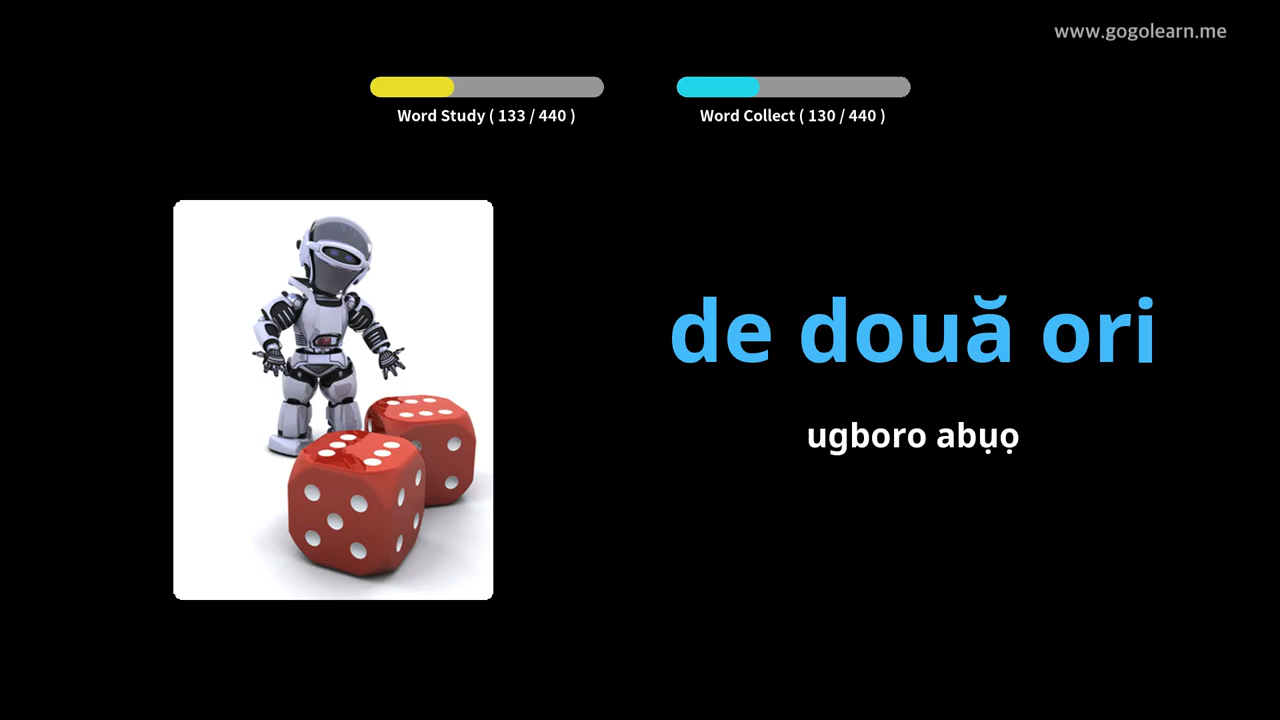 www.gogolearn.me
Word Study ( 133 / 440 )
Word Collect ( 130 / 440 )
de două ori
ugboro abụọ